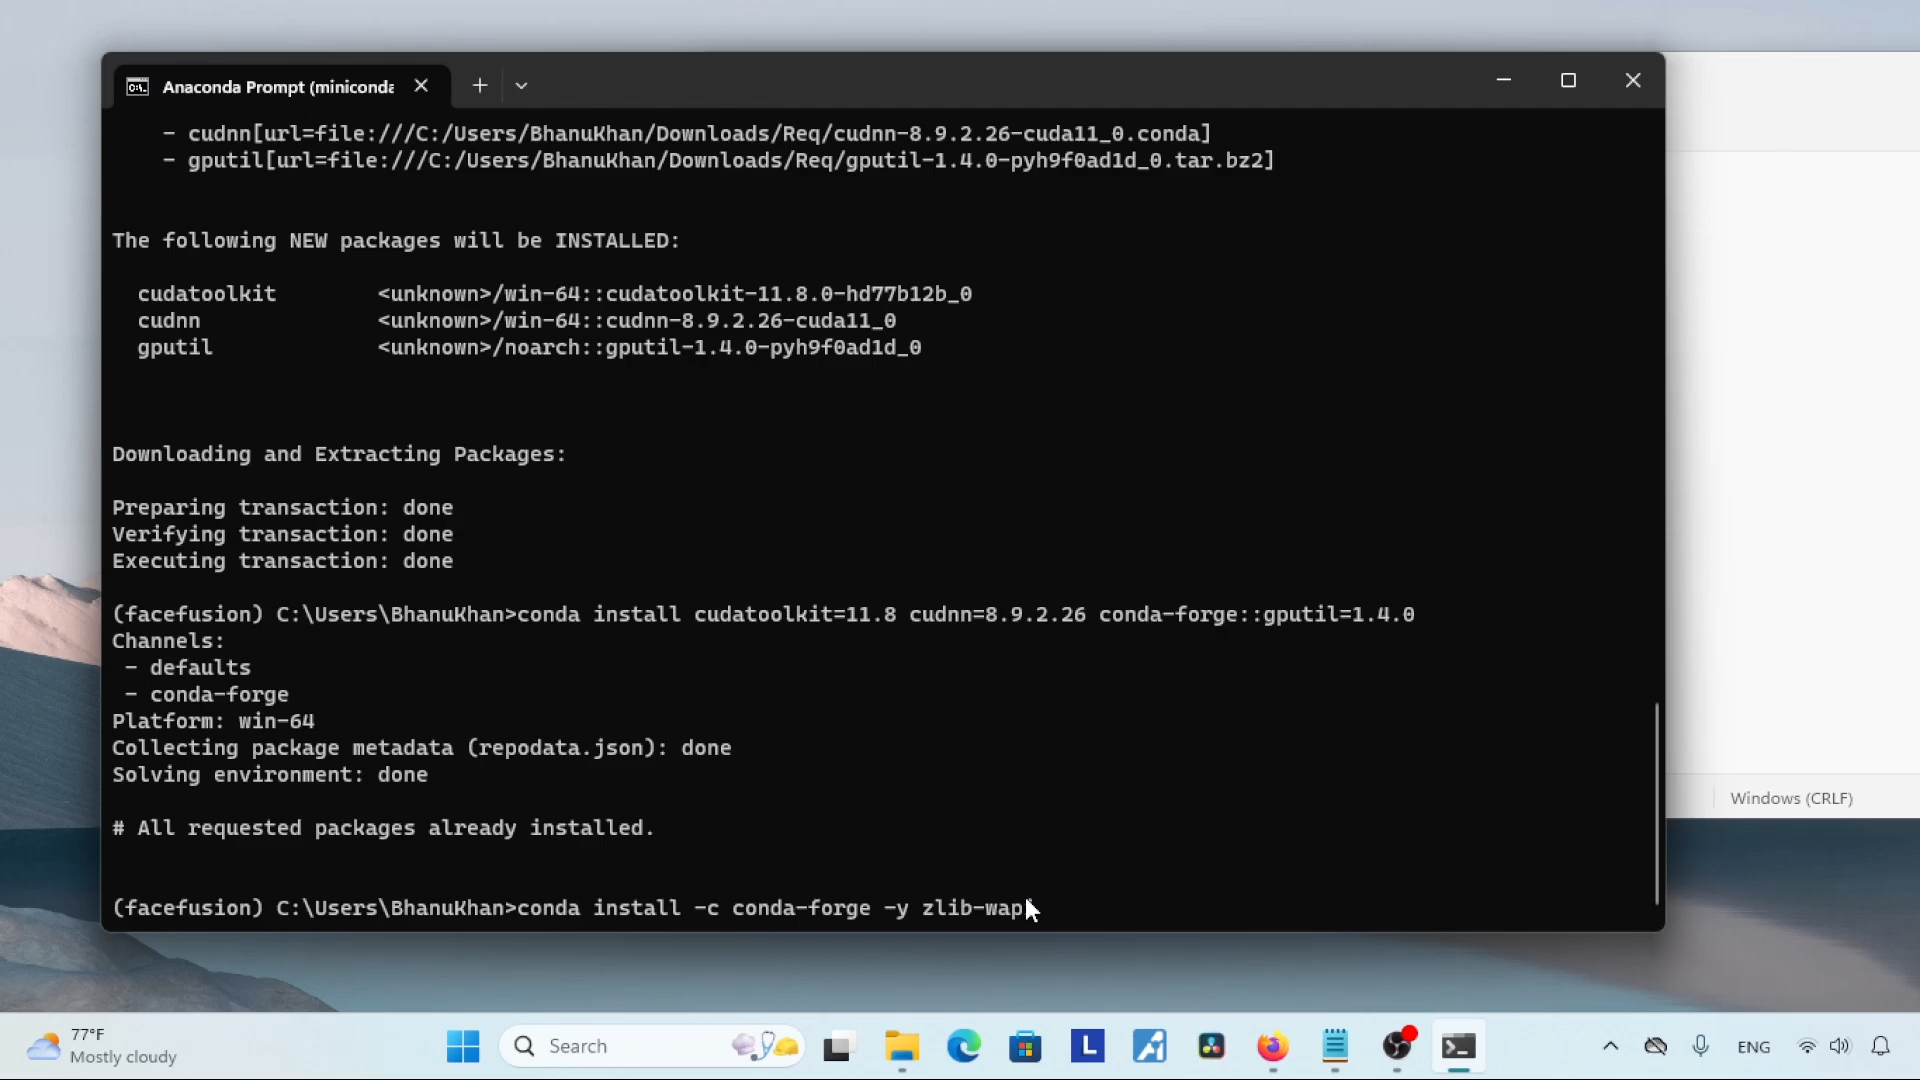 Anaconda Prompt (miniconda
- cudnn[url=file:///C:/Users/BhanuKhan/Downloads/Req/cudnn-8.9.2.26-cuda11_0.conda]
- gputil[url=file:///C:/Users/BhanuKhan/Downloads/Req/gputil-1.4.0-pyh9f0ad1d_0.tar.bz2]
The following NEW packages will be INSTALLED:
cudatoolkit <unknown>/win-64::cudatoolkit-11.8.0-hd77b12b_0
cudnn <unknown>/win-64::cudnn-8.9.2.26-cuda11_0
gputil <unknown>/noarch::gputil-1.4.0-pyh9f0ad1d_0
Downloading and Extracting Packages:
Preparing transaction: done
Verifying transaction: done
Executing transaction: done
(facefusion) C:\Users\BhanuKhan>conda install cudatoolkit=11.8 cudnn=8.9.2.26 conda-forge::gputil=1.4.0
Channels:
- defaults
- conda-forge
Platform: win-64
Collecting package metadata (repodata.json): done
Solving environment: done
# All requested packages already installed.
(facefusion) C:\Users\BhanuKhan>conda install -c conda-forge -y zlib-wap
Windows (CRLF)
77°F
Mostly cloudy
Search
L
ENG